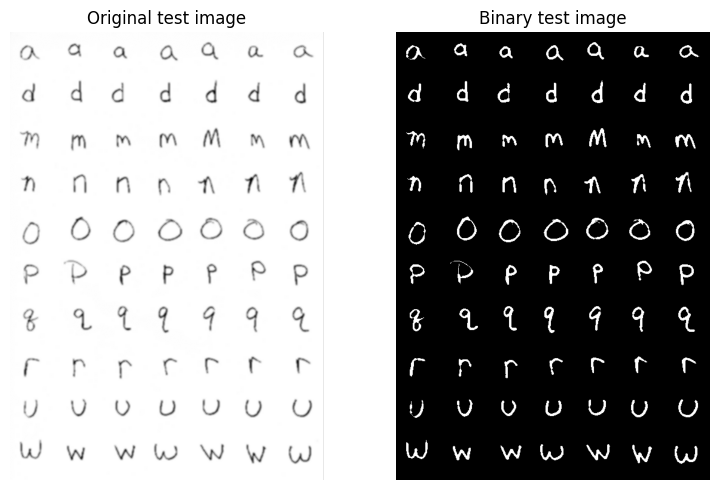 Original test image Binary test image
a a a a a a a a a a a a a a
d d d d d d d d d d d d d d
m m m m M m m m m m m M m m
n n n n n n n n n n n n n n
o o o o o o o o o o o o o o
p p p p p p p p p p p p p p
q q q q q q q q q q q q q q
r r r r r r r r r r r r r r
u u u u u u u u u u u u u u
w w w w w w w w w w w w w w